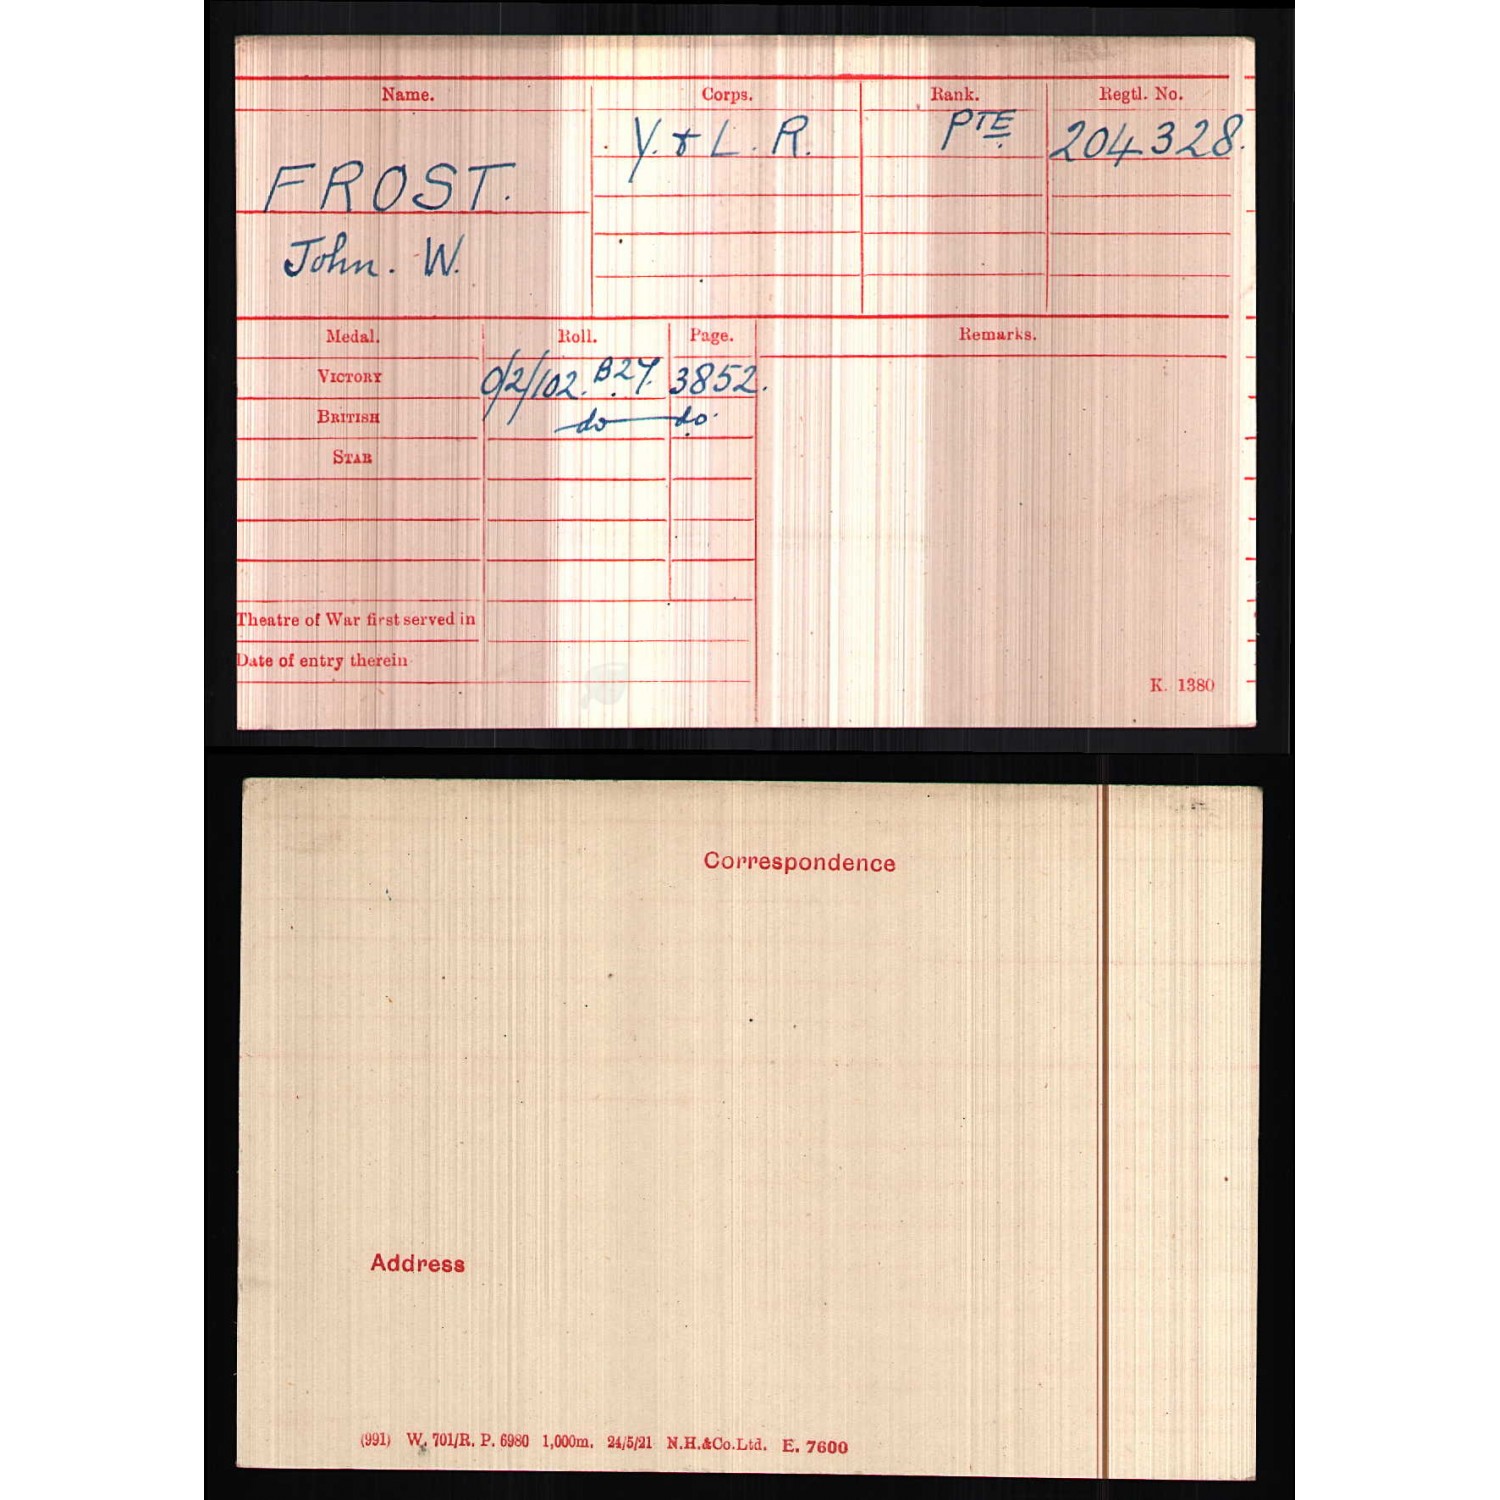 Name. Corps. Rank. Regtl. No.
FROST. Y. & L. R. PTE 204328.
John. W.
Medal. Roll. Page. Remarks.
VICTORY O/2/102. B27. 3852.
BRITISH do do.
STAR
Theatre of War first served in
Date of entry therein
K. 1380
Correspondence
Address
(991) W. 701/R. P. 6980 1,000m. 24/5/21 N.H.&Co.Ltd. E. 7600